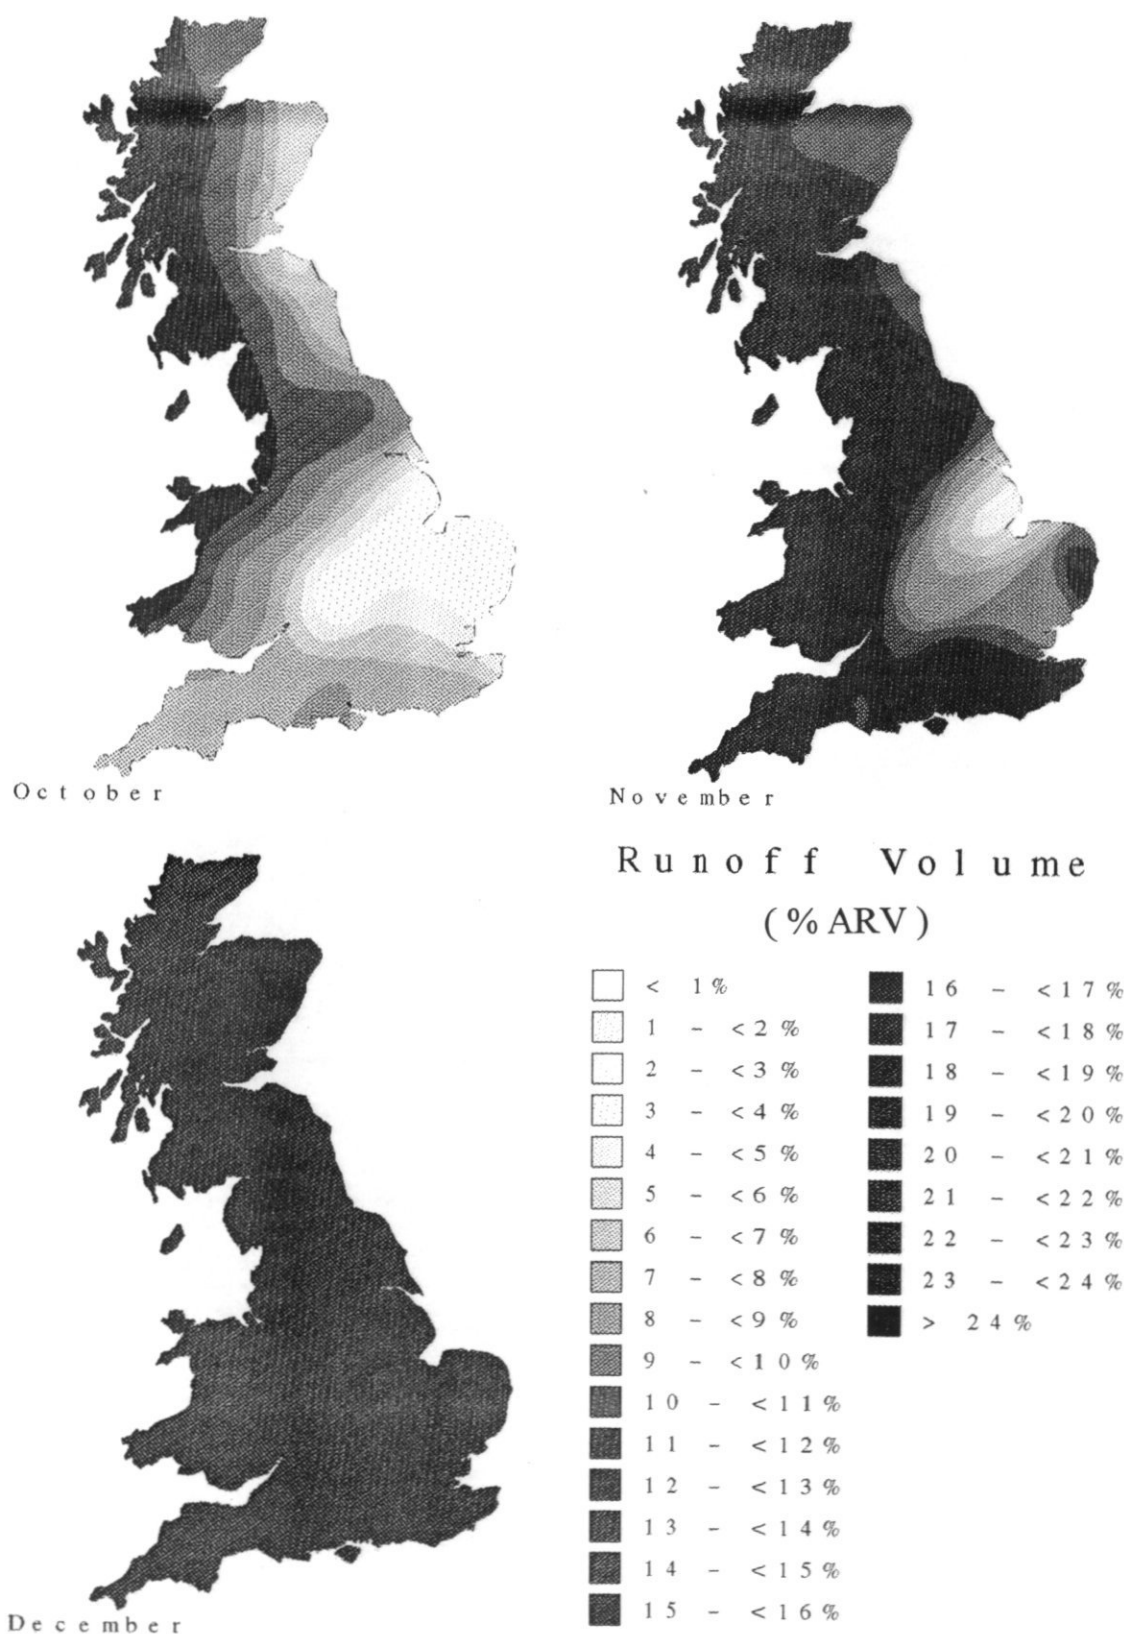 October
November
Runoff Volume
(% ARV)
< 1%
1 - <2%
2 - <3%
3 - <4%
4 - <5%
5 - <6%
6 - <7%
7 - <8%
8 - <9%
9 - <10%
10 - <11%
11 - <12%
12 - <13%
13 - <14%
14 - <15%
15 - <16%
16 - <17%
17 - <18%
18 - <19%
19 - <20%
20 - <21%
21 - <22%
22 - <23%
23 - <24%
> 24%
December